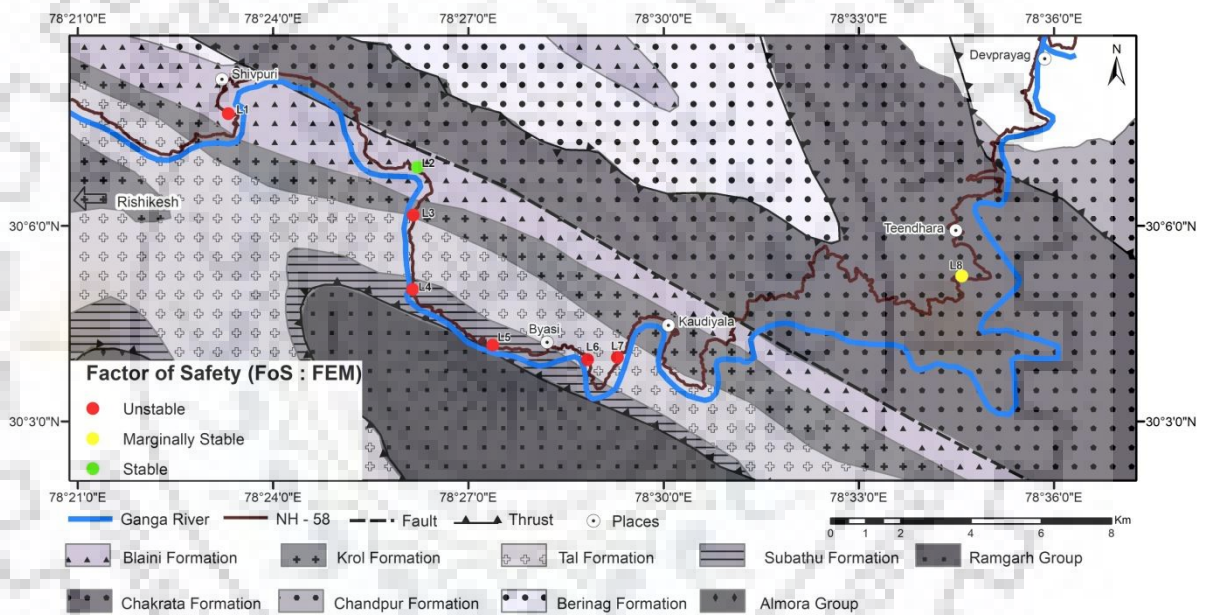 78°21'0"E 78°24'0"E 78°27'0"E 78°30'0"E 78°33'0"E 78°36'0"E
Devprayag N
Shivpuri
L1
L2
Rishikesh
L3
30°6'0"N 30°6'0"N
Teendhara
L8
L4
Kaudiyala
Byasi
L5 L6 L7
Factor of Safety (FoS : FEM)
Unstable
Marginally Stable
Stable
30°3'0"N 30°3'0"N
78°21'0"E 78°24'0"E 78°27'0"E 78°30'0"E 78°33'0"E 78°36'0"E
Ganga River NH - 58 Fault Thrust Places
Km
0 1 2 4 6 8
Blaini Formation Krol Formation Tal Formation Subathu Formation Ramgarh Group
Chakrata Formation Chandpur Formation Berinag Formation Almora Group